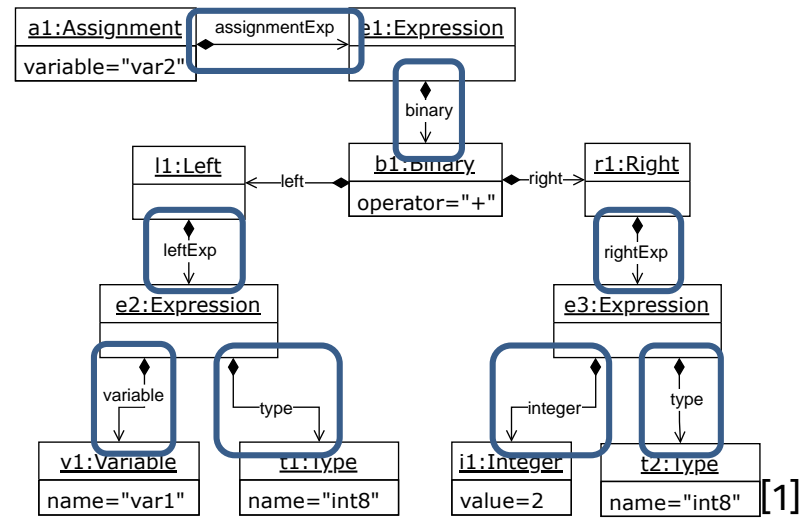 a1:Assignment
assignmentExp
e1:Expression
variable="var2"
binary
l1:Left
left
b1:Binary
right
r1:Right
operator="+"
leftExp
rightExp
e2:Expression
e3:Expression
variable
type
integer
type
v1:Variable
t1:Type
i1:Integer
t2:Type
name="var1"
name="int8"
value=2
name="int8"
[1]